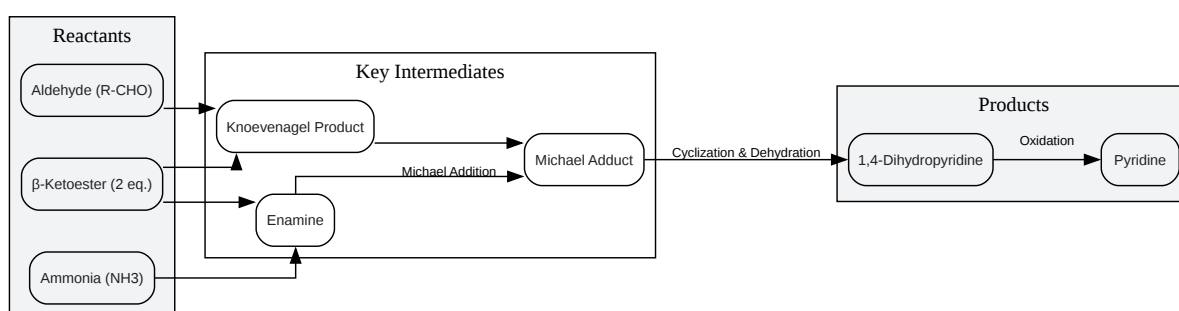 Reactants
Aldehyde (R-CHO)
β-Ketoester (2 eq.)
Ammonia (NH3)
Key Intermediates
Knoevenagel Product
Enamine
Michael Addition
Michael Adduct
Cyclization & Dehydration
Products
1,4-Dihydropyridine
Oxidation
Pyridine